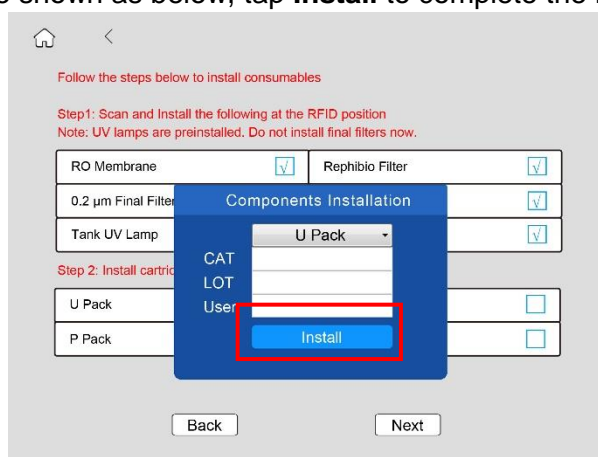 shown as below, tap Install to complete the
Follow the steps below to install consumables
Step1: Scan and Install the following at the RFID position
Note: UV lamps are preinstalled. Do not install final filters now.
RO Membrane √ Rephibio Filter √
0.2 µm Final Filter √
Components Installation
Tank UV Lamp √
U Pack
CAT
Step 2: Install cartric
LOT
U Pack
User
Install
P Pack
Back Next